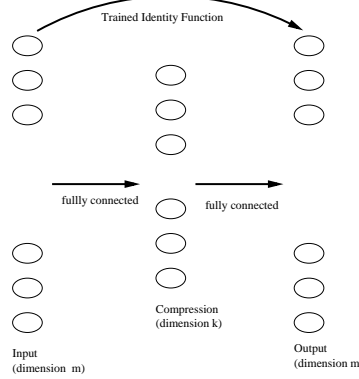 Trained Identity Function
fullly connected
fully connected
Compression
(dimension k)
Input
(dimension m)
Output
(dimension m